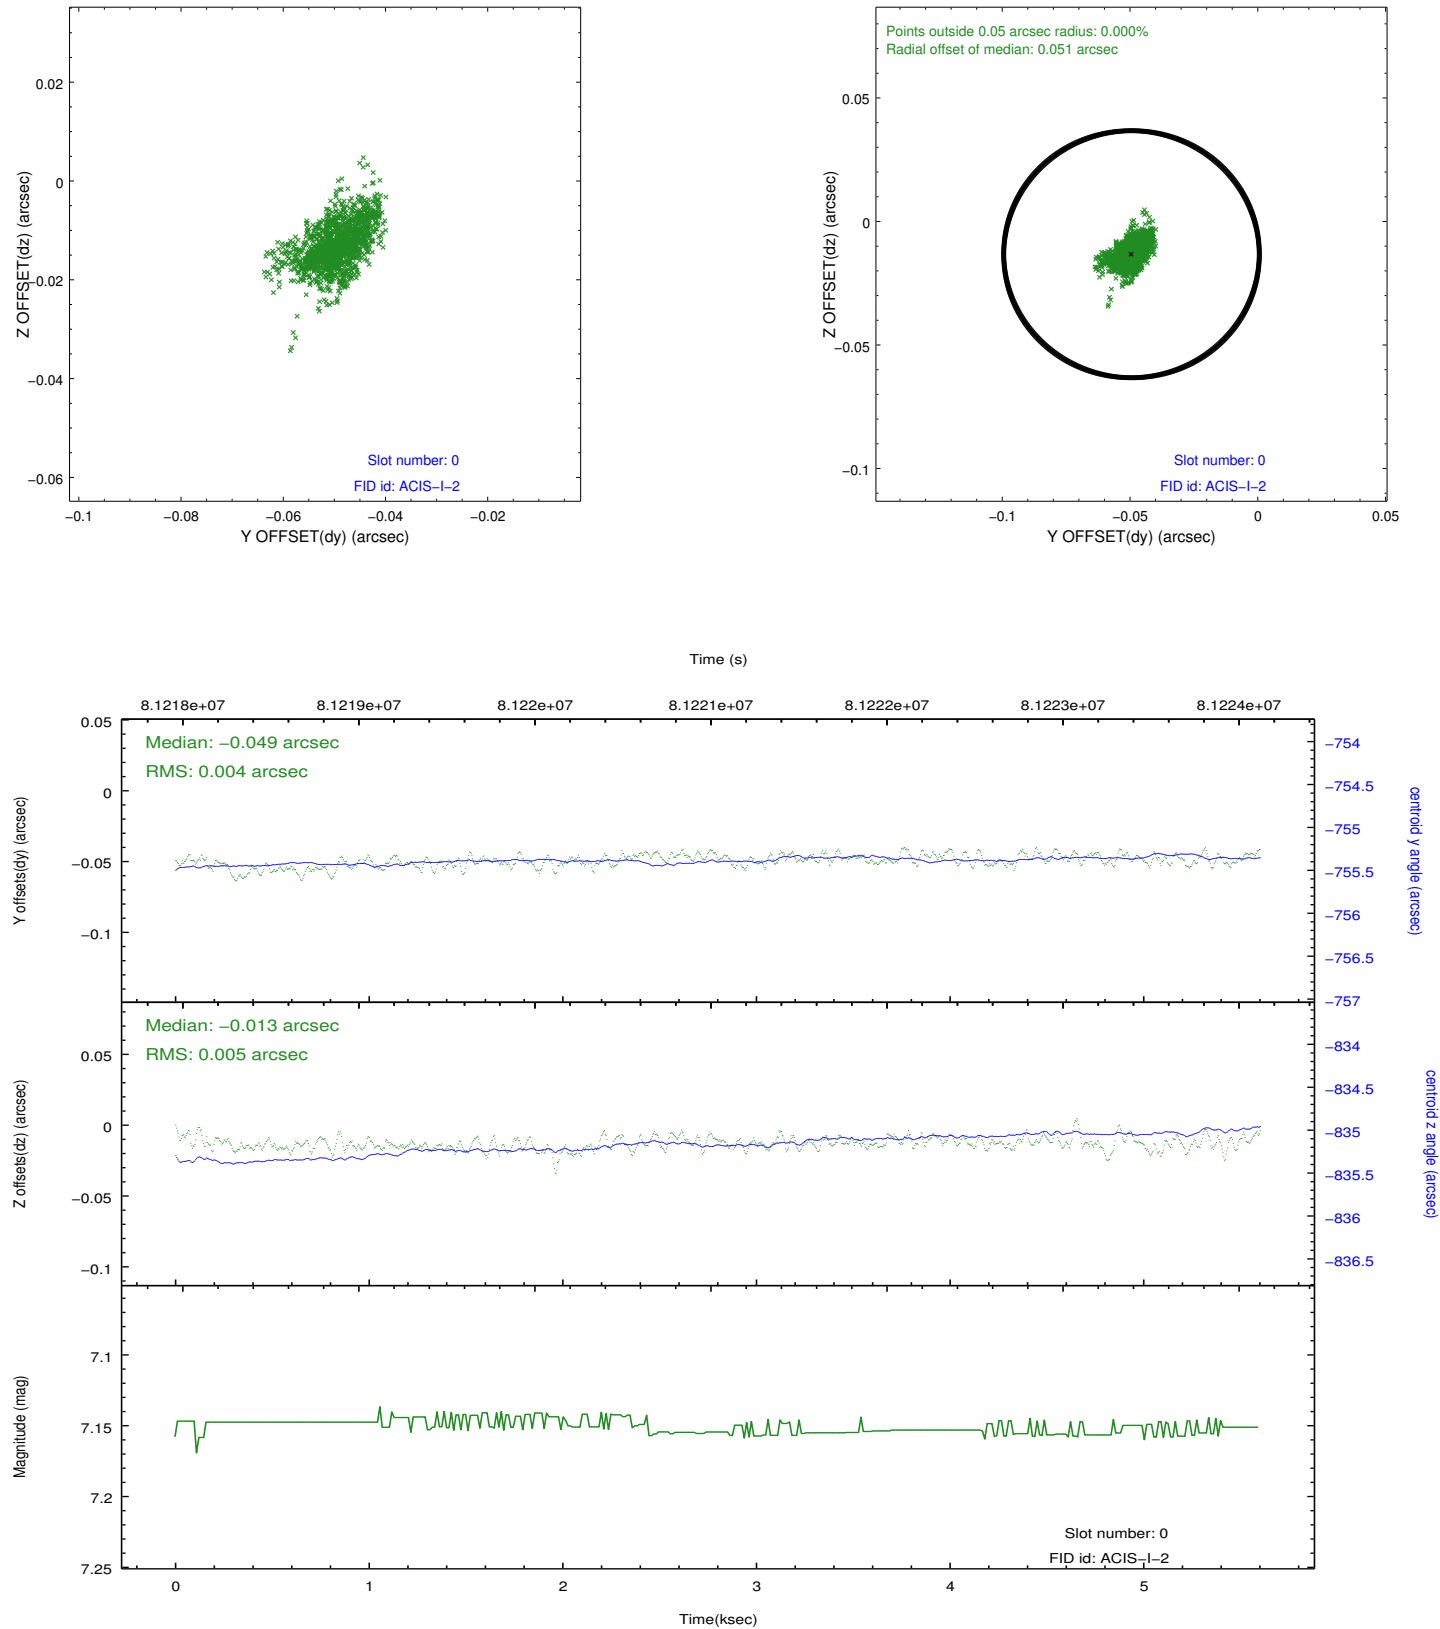 0.02
0
−0.02
−0.04
−0.06
Z OFFSET(dz) (arcsec)
Slot number: 0
FID id: ACIS−I−2
−0.1
−0.08
−0.06
−0.04
−0.02
Y OFFSET(dy) (arcsec)
Points outside 0.05 arcsec radius: 0.000%
Radial offset of median: 0.051 arcsec
0.05
0
−0.05
−0.1
Z OFFSET(dz) (arcsec)
Slot number: 0
FID id: ACIS−I−2
−0.1
−0.05
0
0.05
Y OFFSET(dy) (arcsec)
Time (s)
8.1218e+07
8.1219e+07
8.122e+07
8.1221e+07
8.1222e+07
8.1223e+07
8.1224e+07
Median: −0.049 arcsec
RMS: 0.004 arcsec
0.05
0
−0.05
−0.1
Y offsets(dy) (arcsec)
−754
−754.5
−755
−755.5
−756
−756.5
−757
centroid y angle (arcsec)
Median: −0.013 arcsec
RMS: 0.005 arcsec
0.05
0
−0.05
−0.1
Z offsets(dz) (arcsec)
−834
−834.5
−835
−835.5
−836
−836.5
centroid z angle (arcsec)
7.1
7.15
7.2
7.25
Magnitude (mag)
Slot number: 0
FID id: ACIS−I−2
0
1
2
3
4
5
Time(ksec)